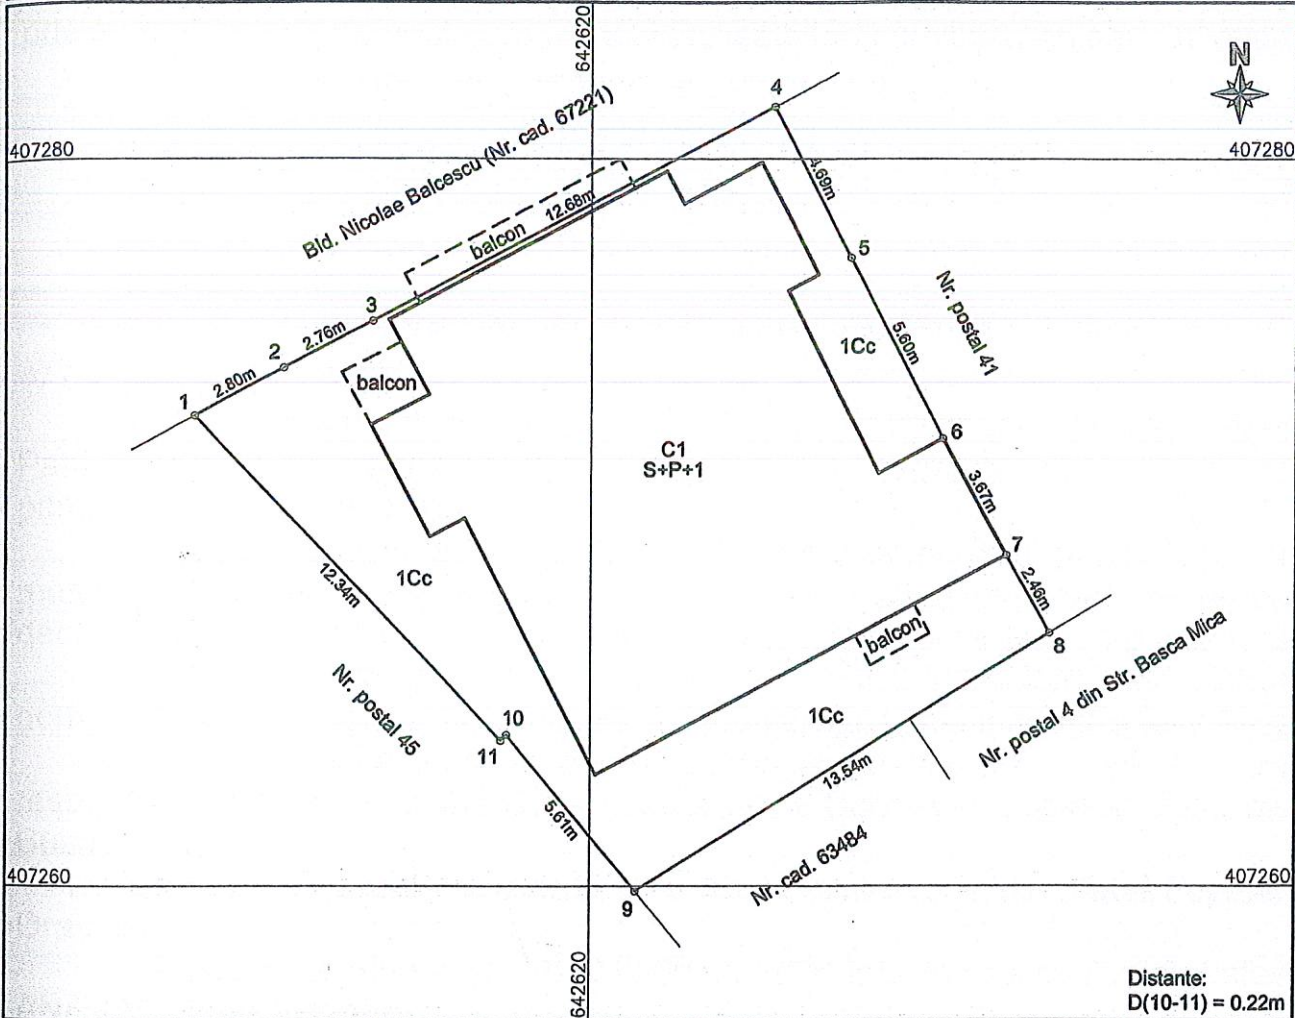 642620
N
4
Bld. Nicolae Balcescu (Nr. cad. 67221)
407280
407280
4.69m
12.68m
balcon
5
3
Nr. postal 41
2.76m
5.60m
2
1Cc
2.80m
balcon
1
6
C1
S+P+1
3.67m
7
12.34m
1Cc
2.46m
balcon
8
Nr. postal 4 din Str. Basca Mica
Nr. postal 45
1Cc
10
11
13.54m
5.61m
Nr. cad. 63484
407260
407260
9
642620
Distante:
D(10-11) = 0.22m